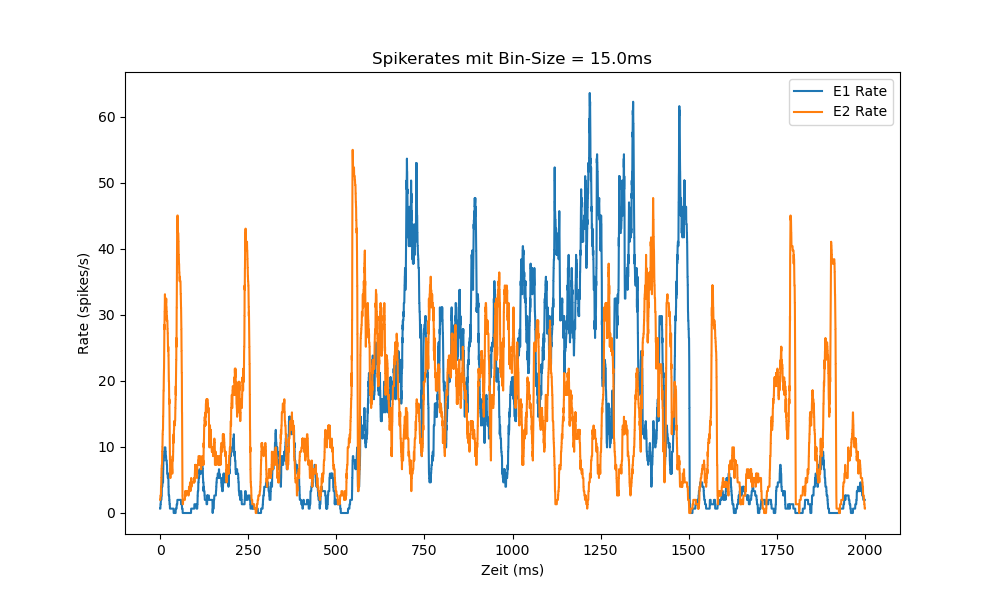 Spikerates mit Bin-Size = 15.0ms
E1 Rate
E2 Rate
Rate (spikes/s)
60
50
40
30
20
10
0
0 250 500 750 1000 1250 1500 1750 2000
Zeit (ms)